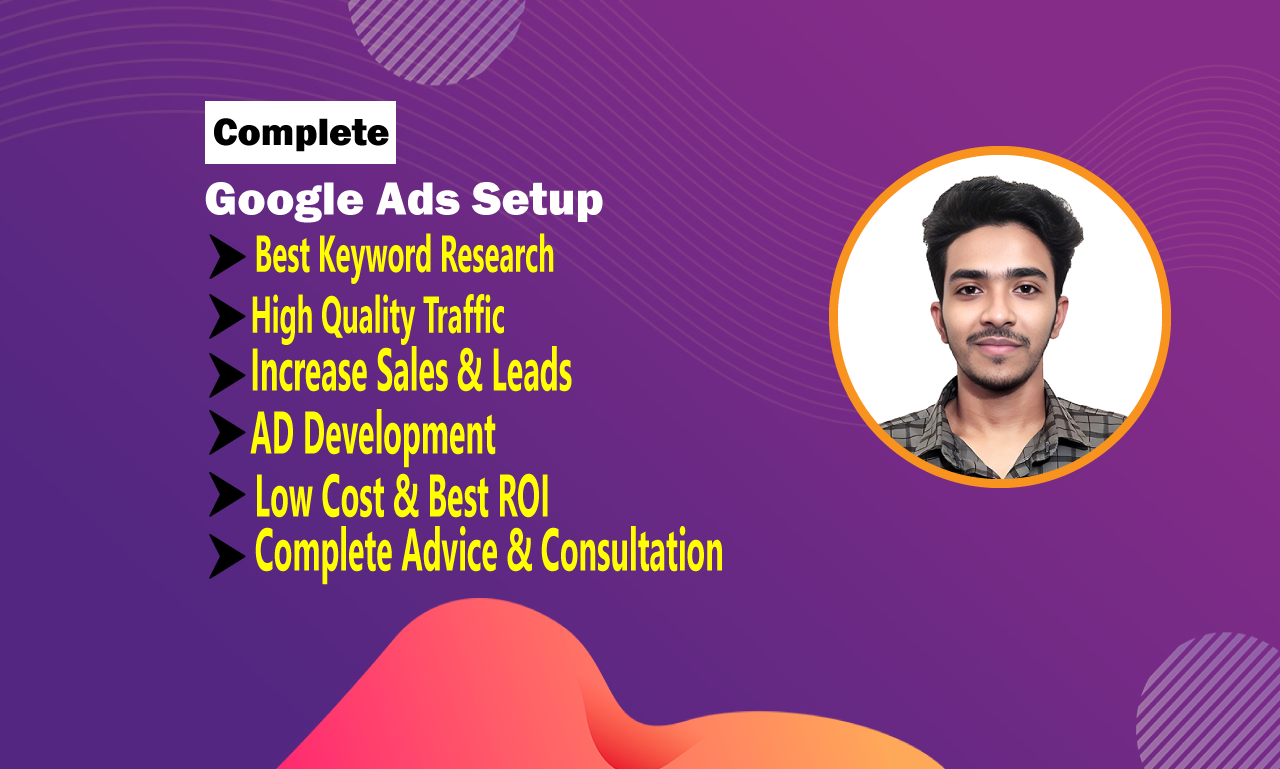 Complete
Google Ads Setup
Best Keyword Research
High Quality Traffic
Increase Sales & Leads
AD Development
Low Cost & Best ROI
Complete Advice & Consultation